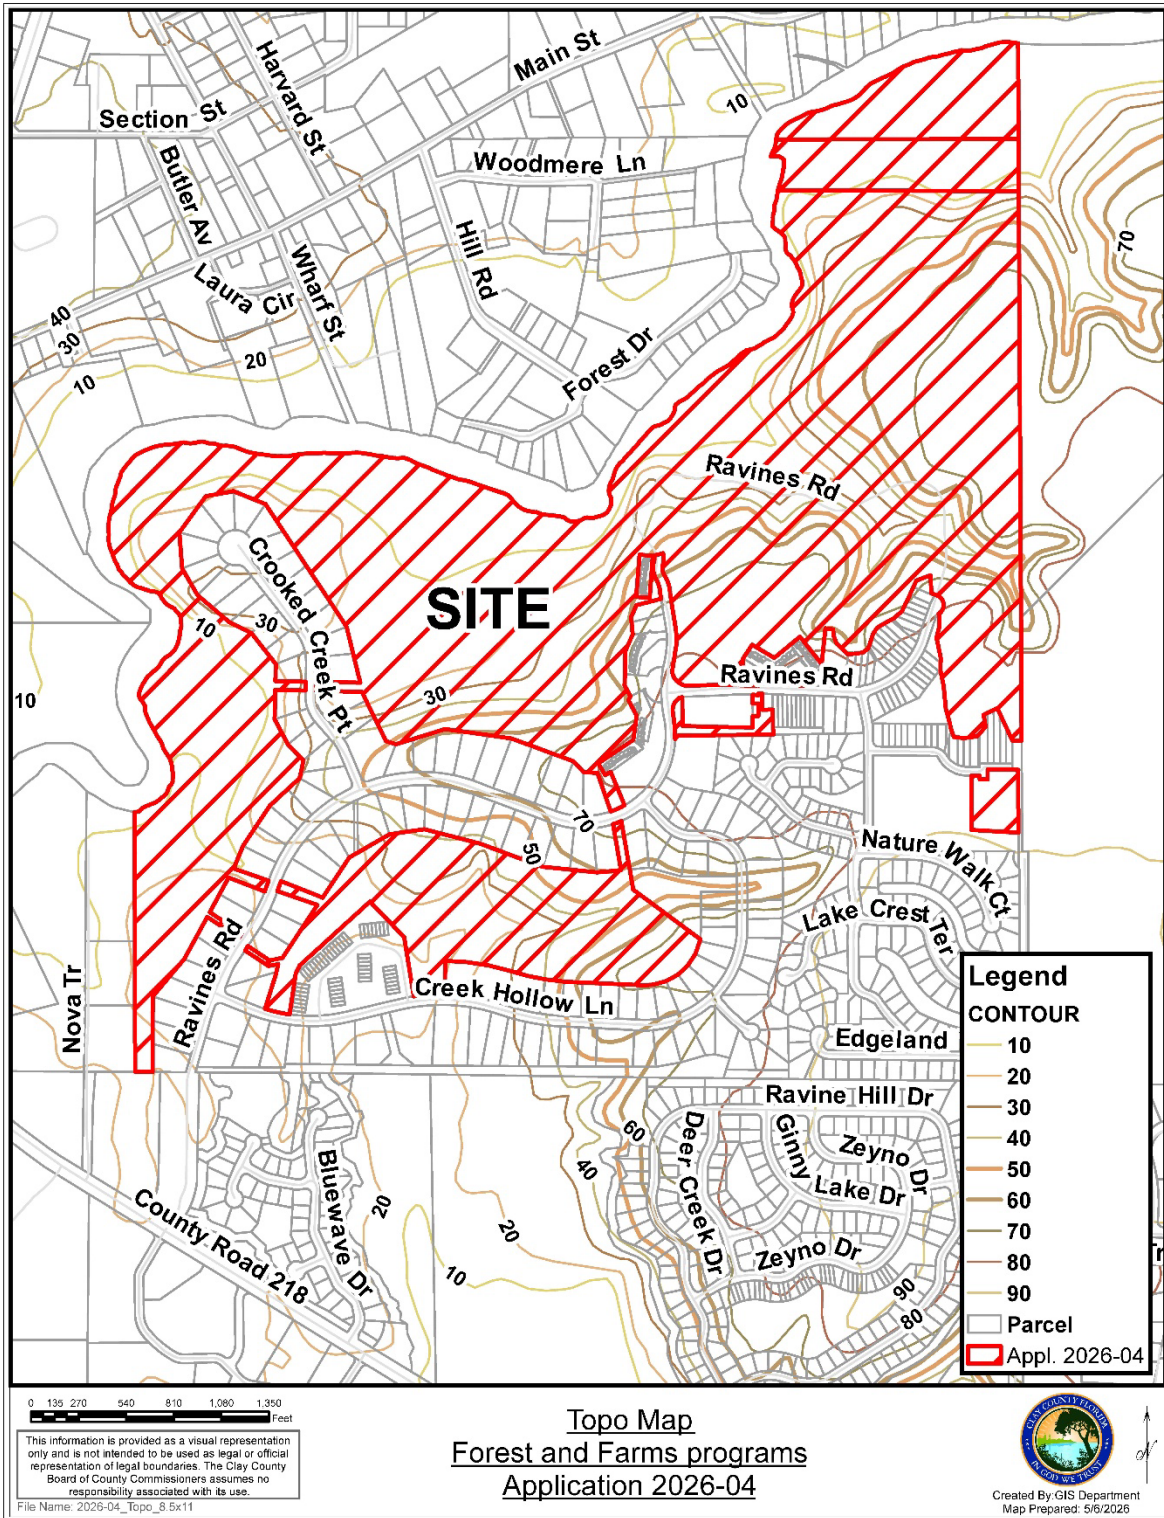 Harvard St
Main St
Section St
10
Butler Av
Woodmere Ln
Hill Rd
Wharf St
Laura Cir
70
40
30
20
10
Forest Dr
Ravines Rd
Crooked Creek Pt
SITE
10
30
30
10
Ravines Rd
70
50
Nature Walk Ct
Lake Crest Ter
Ravines Rd
Nova Tr
Creek Hollow Ln
Edgeland
Ravine Hill Dr
60
Deer Creek Dr
Ginny Lake Dr
Zeyno Dr
40
Bluewave Dr
20
20
County Road 218
10
Zeyno Dr
90
80
Tr
Legend
CONTOUR
10
20
30
40
50
60
70
80
90
Parcel
Appl. 2026-04
0 135 270 540 810 1,080 1,350
Feet
This information is provided as a visual representation
only and is not intended to be used as legal or official
representation of legal boundaries. The Clay County
Board of County Commissioners assumes no
responsibility associated with its use.
File Name: 2026-04_Topo_8.5x11
Topo Map
Forest and Farms programs
Application 2026-04
CLAY COUNTY FLORIDA
IN GOD WE TRUST
N
Created By:GIS Department
Map Prepared: 5/6/2026